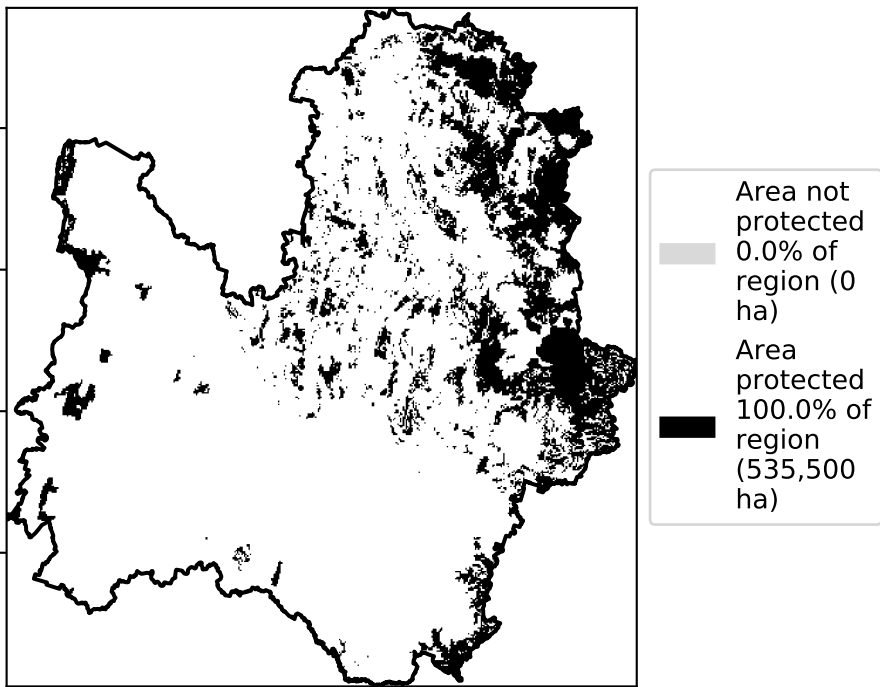 Area not
protected
0.0% of
region (0
ha)
Area
protected
100.0% of
region
(535,500
ha)